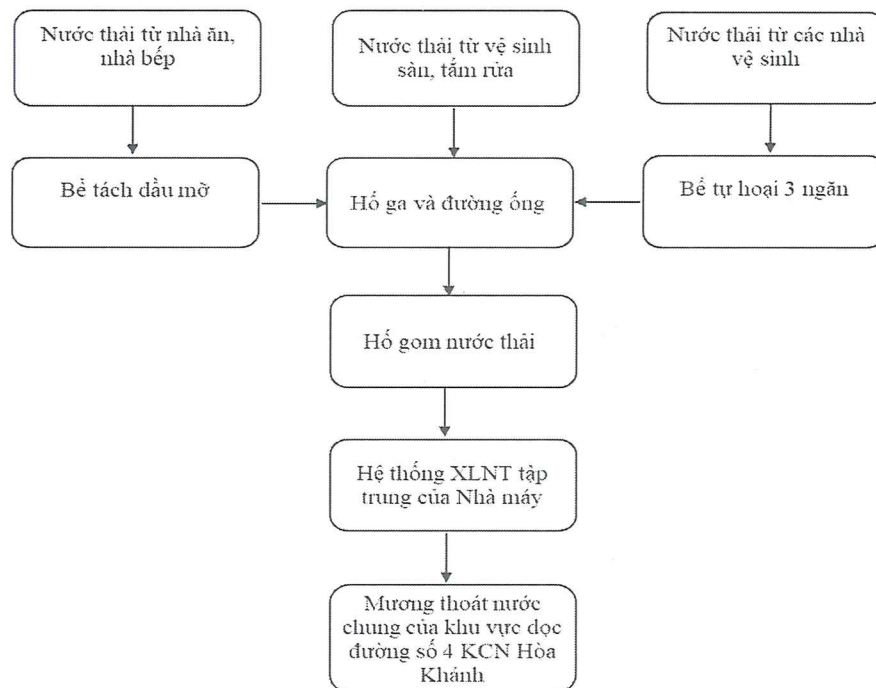 Nước thải từ nhà ăn,
nhà bếp
Nước thải từ vệ sinh
sàn, tắm rửa
Nước thải từ các nhà
vệ sinh
Bể tách dầu mỡ
Hố ga và đường ống
Bể tự hoại 3 ngăn
Hố gom nước thải
Hệ thống XLNT tập
trung của Nhà máy
Mương thoát nước
chung của khu vực dọc
đường số 4 KCN Hòa
Khánh